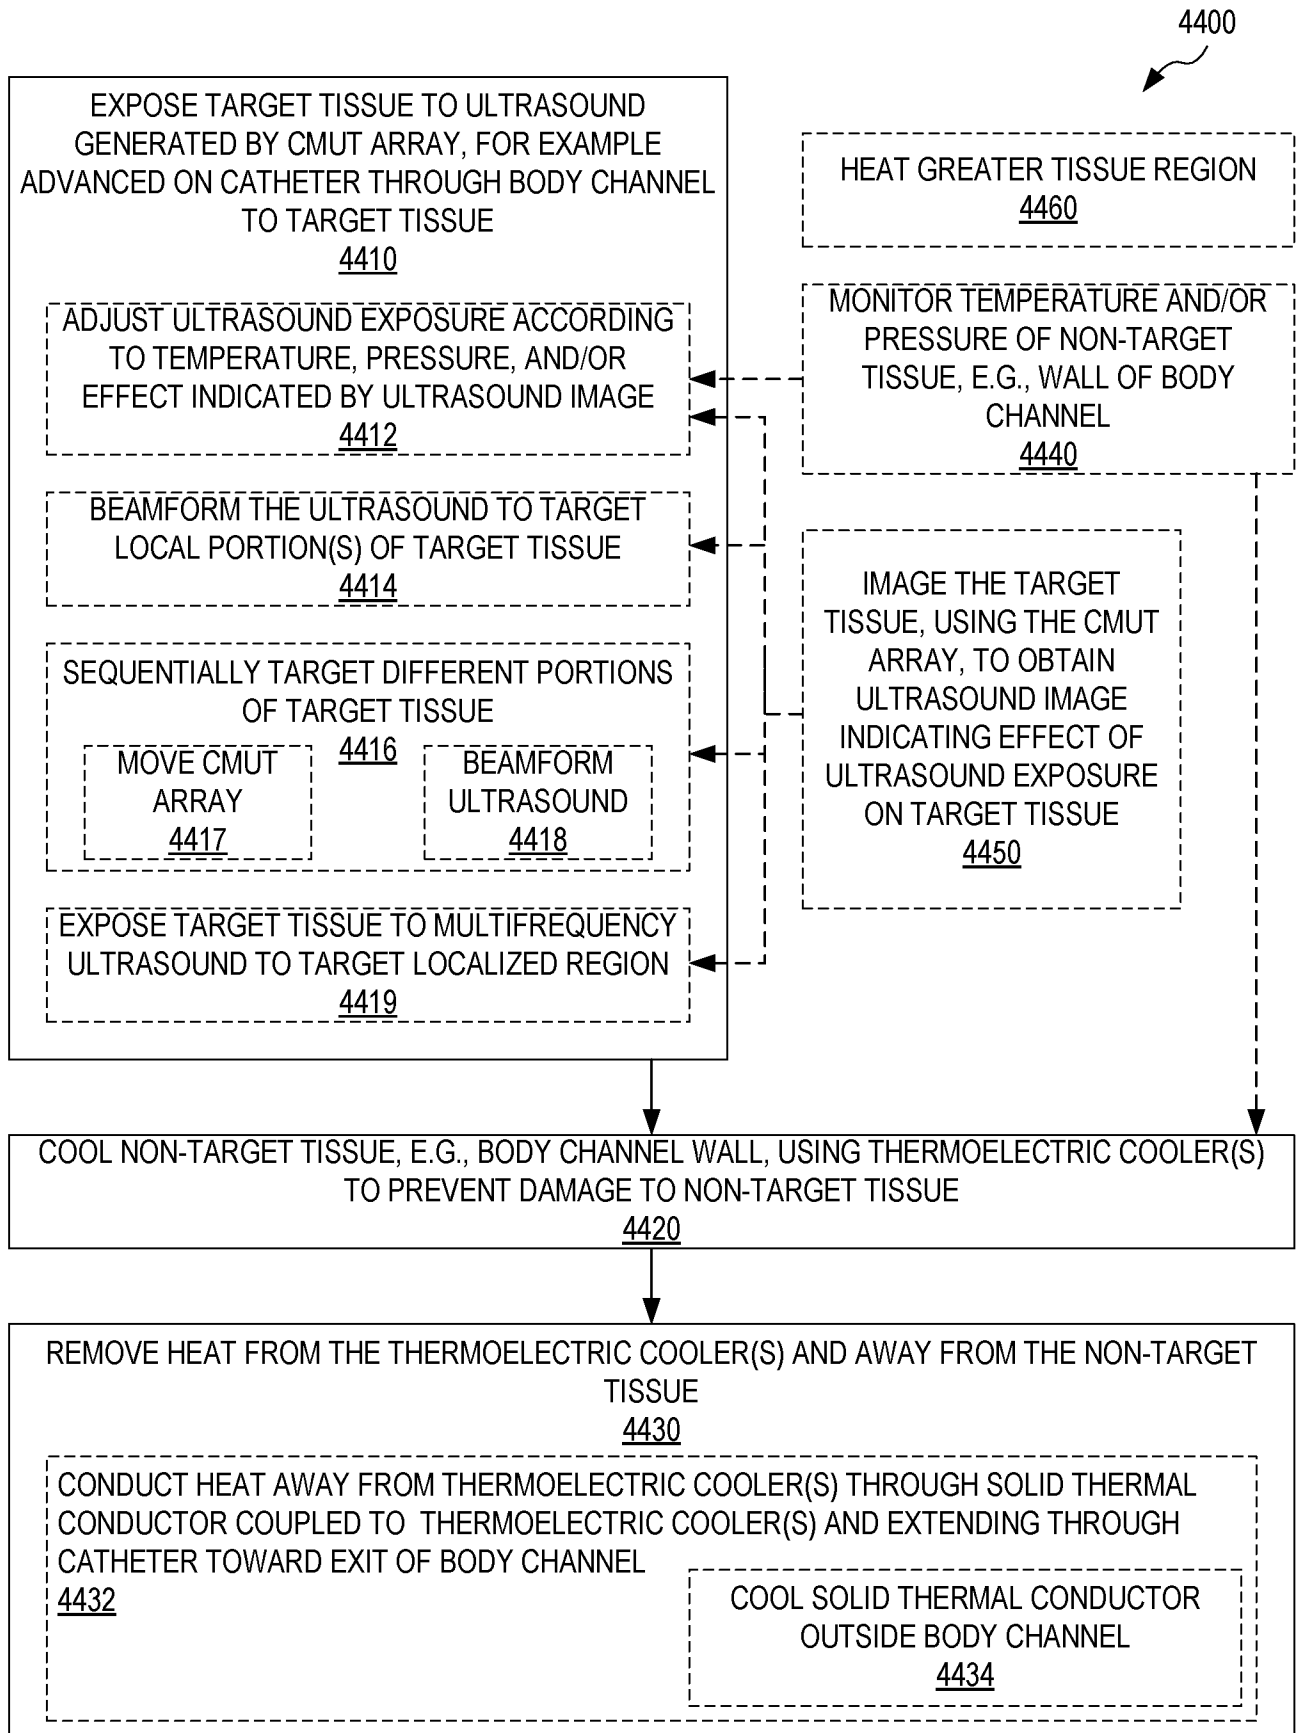 4400
EXPOSE TARGET TISSUE TO ULTRASOUND
GENERATED BY CMUT ARRAY, FOR EXAMPLE
ADVANCED ON CATHETER THROUGH BODY CHANNEL
TO TARGET TISSUE
4410
ADJUST ULTRASOUND EXPOSURE ACCORDING
TO TEMPERATURE, PRESSURE, AND/OR
EFFECT INDICATED BY ULTRASOUND IMAGE
4412
BEAMFORM THE ULTRASOUND TO TARGET
LOCAL PORTION(S) OF TARGET TISSUE
4414
SEQUENTIALLY TARGET DIFFERENT PORTIONS
OF TARGET TISSUE
4416
MOVE CMUT
ARRAY
4417
BEAMFORM
ULTRASOUND
4418
EXPOSE TARGET TISSUE TO MULTIFREQUENCY
ULTRASOUND TO TARGET LOCALIZED REGION
4419
HEAT GREATER TISSUE REGION
4460
MONITOR TEMPERATURE AND/OR
PRESSURE OF NON-TARGET
TISSUE, E.G., WALL OF BODY
CHANNEL
4440
IMAGE THE TARGET
TISSUE, USING THE CMUT
ARRAY, TO OBTAIN
ULTRASOUND IMAGE
INDICATING EFFECT OF
ULTRASOUND EXPOSURE
ON TARGET TISSUE
4450
COOL NON-TARGET TISSUE, E.G., BODY CHANNEL WALL, USING THERMOELECTRIC COOLER(S)
TO PREVENT DAMAGE TO NON-TARGET TISSUE
4420
REMOVE HEAT FROM THE THERMOELECTRIC COOLER(S) AND AWAY FROM THE NON-TARGET
TISSUE
4430
CONDUCT HEAT AWAY FROM THERMOELECTRIC COOLER(S) THROUGH SOLID THERMAL
CONDUCTOR COUPLED TO THERMOELECTRIC COOLER(S) AND EXTENDING THROUGH
CATHETER TOWARD EXIT OF BODY CHANNEL
4432
COOL SOLID THERMAL CONDUCTOR
OUTSIDE BODY CHANNEL
4434